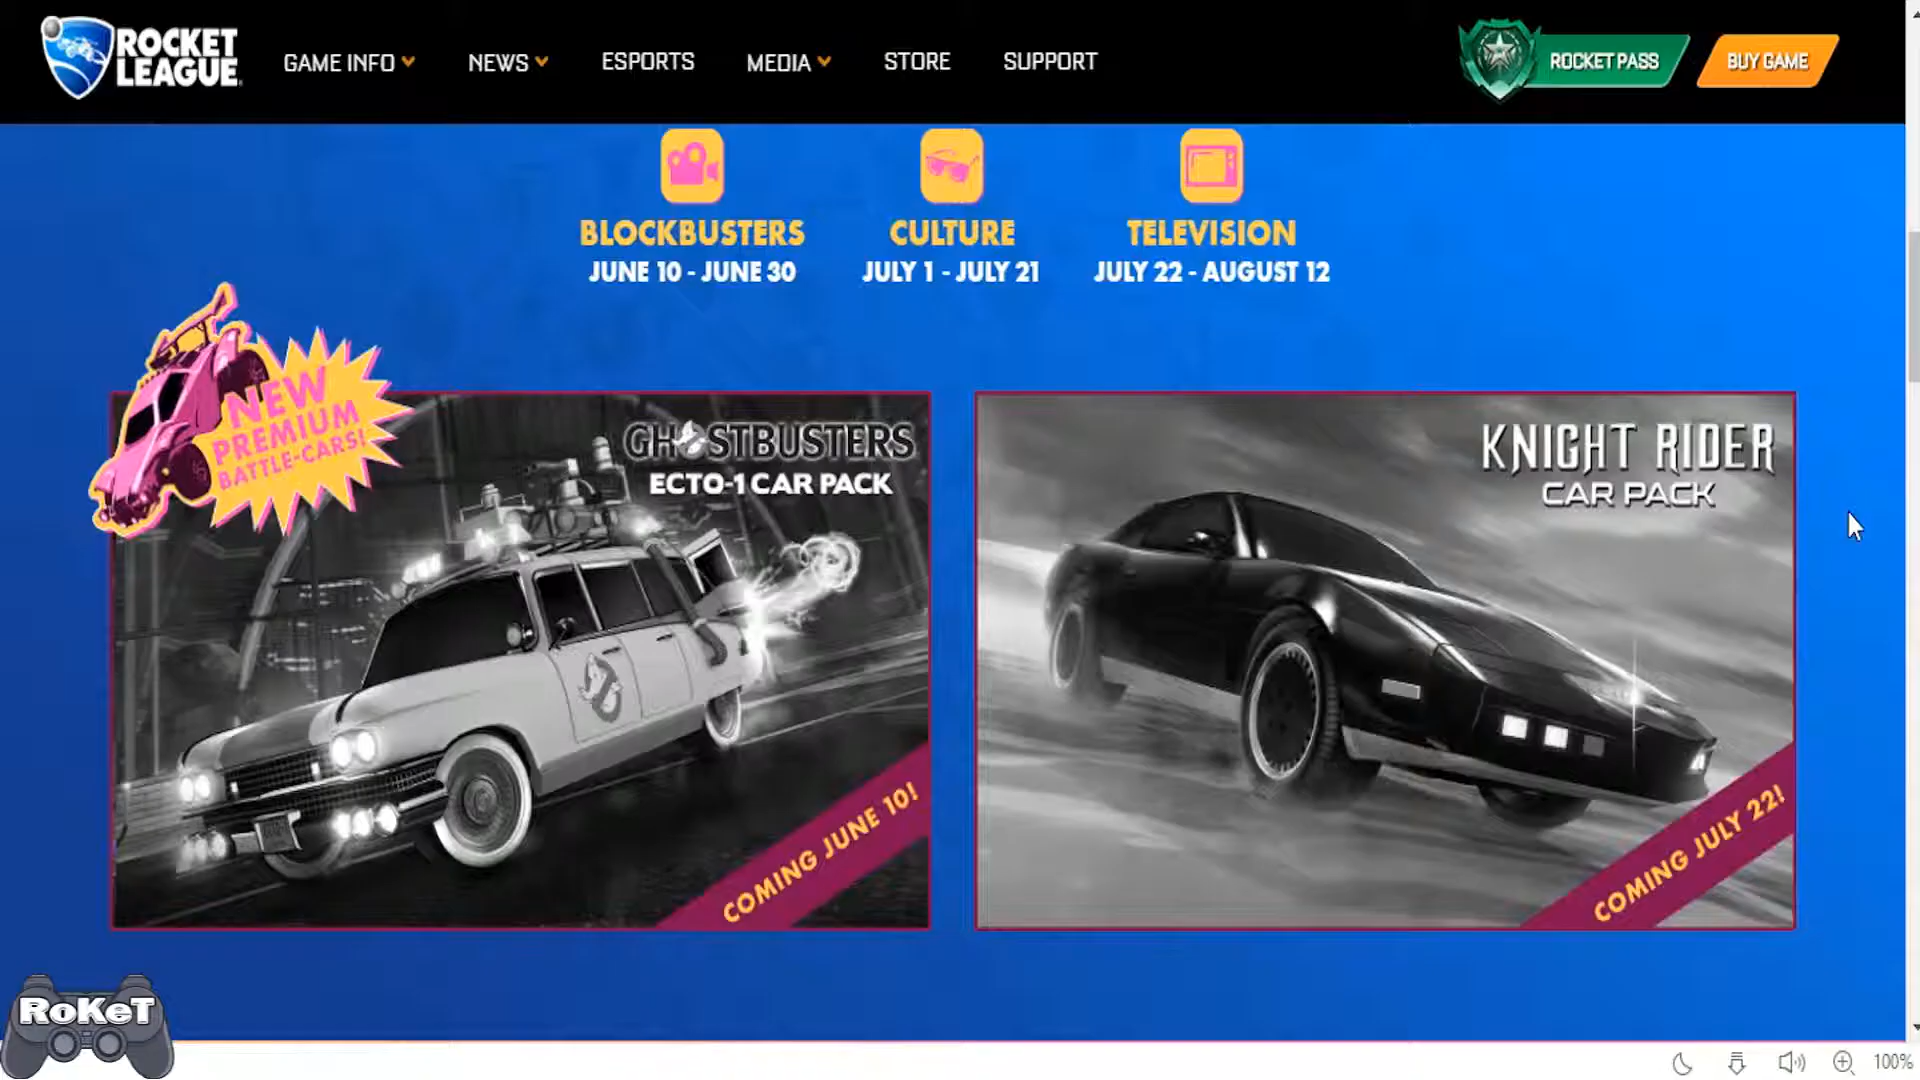 ROCKET
LEAGUE
GAME INFO
NEWS
ESPORTS
MEDIA
STORE
SUPPORT
ROCKET PASS
BUY GAME
BLOCKBUSTERS
JUNE 10 - JUNE 30
CULTURE
JULY 1 - JULY 21
TELEVISION
JULY 22 - AUGUST 12
NEW
PREMIUM
BATTLE-CARS!
GHOSTBUSTERS
ECTO-1 CAR PACK
COMING JUNE 10!
KNIGHT RIDER
CAR PACK
COMING JULY 22!
RoKeT
100%